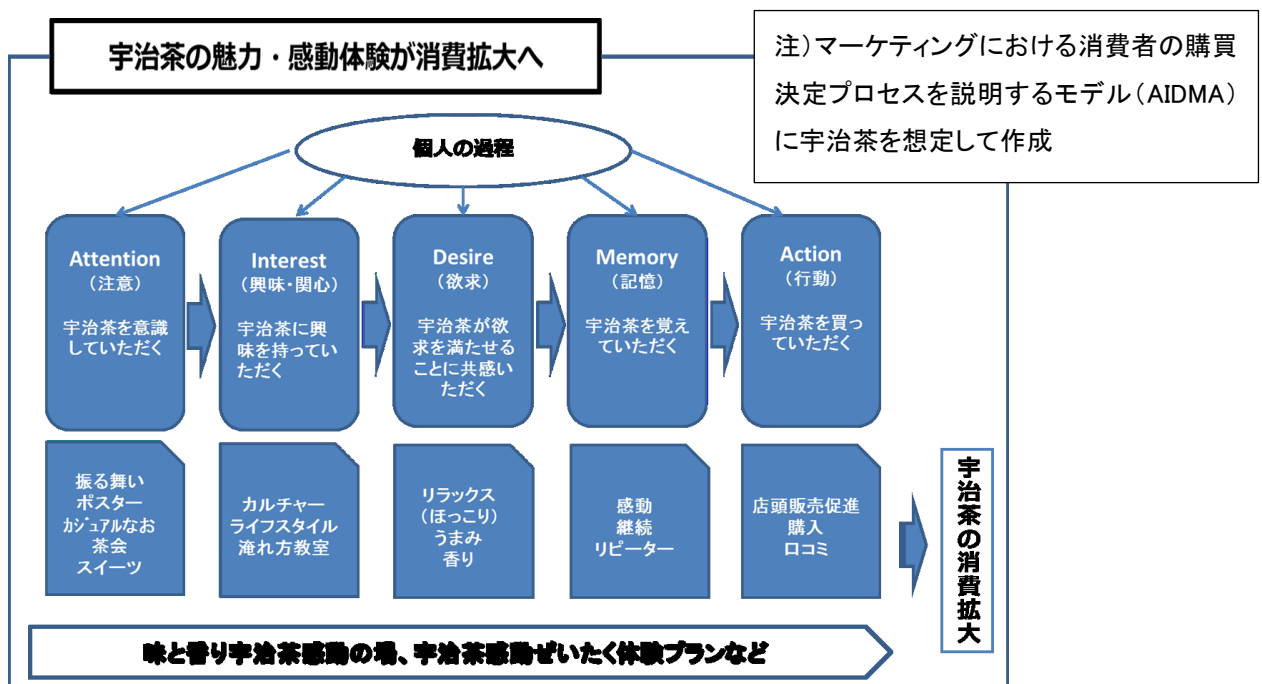 宇治茶の魅力・感動体験が消費拡大へ
注)マーケティングにおける消費者の購買
決定プロセスを説明するモデル(AIDMA)
に宇治茶を想定して作成
個人の過程
Attention
(注意)
宇治茶を意識
していただく
Interest
(興味・関心)
宇治茶に興
味を持ってい
ただく
Desire
(欲求)
宇治茶が欲
求を満たせる
ことに共感い
ただく
Memory
(記憶)
宇治茶を覚え
ていただく
Action
(行動)
宇治茶を買っ
ていただく
振る舞い
ポスター
カジュアルなお
茶会
スイーツ
カルチャー
ライフスタイル
淹れ方教室
リラックス
(ほっこり)
うまみ
香り
感動
継続
リピーター
店頭販売促進
購入
口コミ
宇治茶の消費拡大
味と香り宇治茶感動の場、宇治茶感動ぜいたく体験プランなど